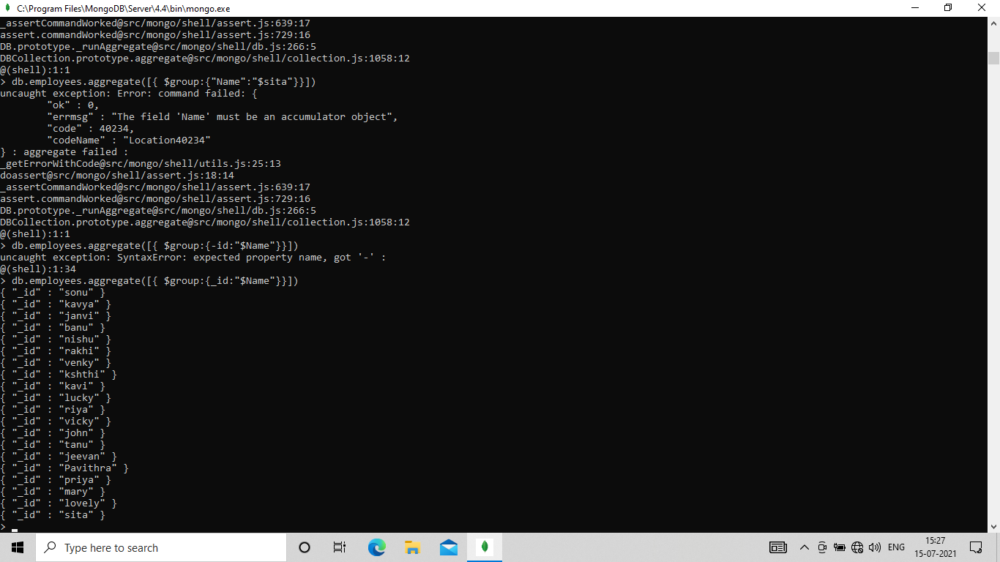 C:\Program Files\MongoDB\Server\4.4\bin\mongo.exe
_assertCommandWorked@src/mongo/shell/assert.js:639:17
assert.commandWorked@src/mongo/shell/assert.js:729:16
DB.prototype._runAggregate@src/mongo/shell/db.js:266:5
DBCollection.prototype.aggregate@src/mongo/shell/collection.js:1058:12
@(shell):1:1
> db.employees.aggregate([{ $group:{"Name":"$sita"}}])
uncaught exception: Error: command failed: {
        "ok" : 0,
        "errmsg" : "The field 'Name' must be an accumulator object",
        "code" : 40234,
        "codeName" : "Location40234"
} : aggregate failed :
_getErrorWithCode@src/mongo/shell/utils.js:25:13
doassert@src/mongo/shell/assert.js:18:14
_assertCommandWorked@src/mongo/shell/assert.js:639:17
assert.commandWorked@src/mongo/shell/assert.js:729:16
DB.prototype._runAggregate@src/mongo/shell/db.js:266:5
DBCollection.prototype.aggregate@src/mongo/shell/collection.js:1058:12
@(shell):1:1
> db.employees.aggregate([{ $group:{-id:"$Name"}}])
uncaught exception: SyntaxError: expected property name, got '-' :
@(shell):1:34
> db.employees.aggregate([{ $group:{_id:"$Name"}}])
{ "_id" : "sonu" }
{ "_id" : "kavya" }
{ "_id" : "janvi" }
{ "_id" : "banu" }
{ "_id" : "nishu" }
{ "_id" : "rakhi" }
{ "_id" : "venky" }
{ "_id" : "kshthi" }
{ "_id" : "kavi" }
{ "_id" : "lucky" }
{ "_id" : "riya" }
{ "_id" : "vicky" }
{ "_id" : "john" }
{ "_id" : "tanu" }
{ "_id" : "jeevan" }
{ "_id" : "Pavithra" }
{ "_id" : "priya" }
{ "_id" : "mary" }
{ "_id" : "lovely" }
{ "_id" : "sita" }
>
Type here to search
ENG
15:27
15-07-2021